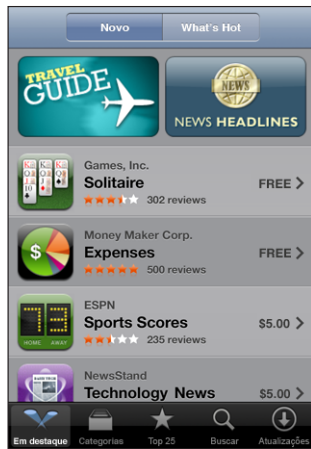 Novo What's Hot
TRAVEL
GUIDE
NEWS
NEWS HEADLINES
Games, Inc.
Solitaire
302 reviews
FREE
Money Maker Corp.
$
Expenses
500 reviews
FREE
ESPN
73
Sports Scores
HOME AWAY
235 reviews
$5.00
NewsStand
Technology News
$5.00
Em destaque Categorias Top 25 Buscar Atualizações